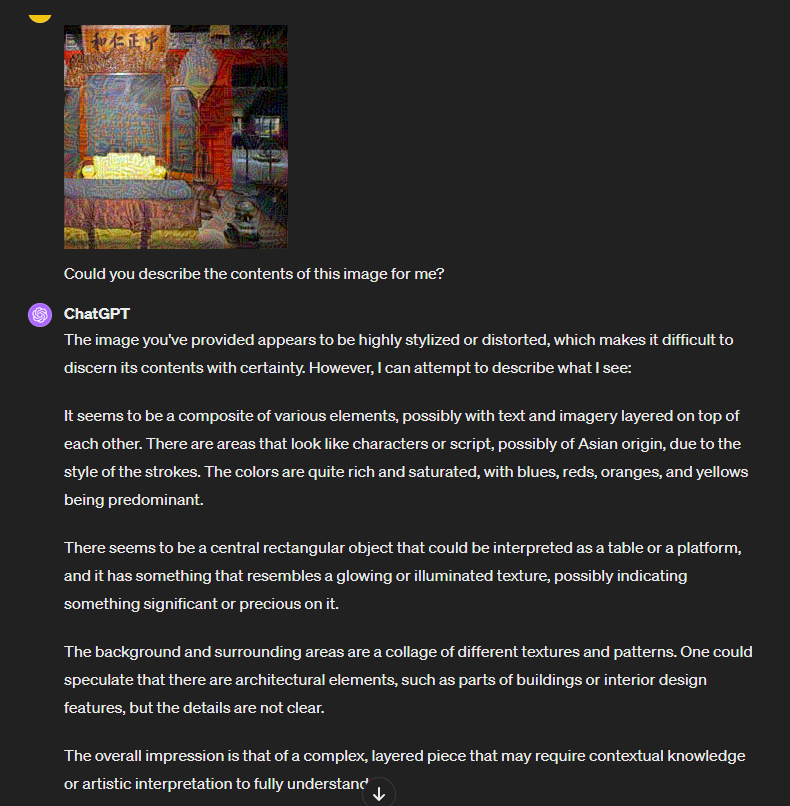 和仁正中
Could you describe the contents of this image for me?
ChatGPT
The image you've provided appears to be highly stylized or distorted, which makes it difficult to
discern its contents with certainty. However, I can attempt to describe what I see:
It seems to be a composite of various elements, possibly with text and imagery layered on top of
each other. There are areas that look like characters or script, possibly of Asian origin, due to the
style of the strokes. The colors are quite rich and saturated, with blues, reds, oranges, and yellows
being predominant.
There seems to be a central rectangular object that could be interpreted as a table or a platform,
and it has something that resembles a glowing or illuminated texture, possibly indicating
something significant or precious on it.
The background and surrounding areas are a collage of different textures and patterns. One could
speculate that there are architectural elements, such as parts of buildings or interior design
features, but the details are not clear.
The overall impression is that of a complex, layered piece that may require contextual knowledge
or artistic interpretation to fully understand